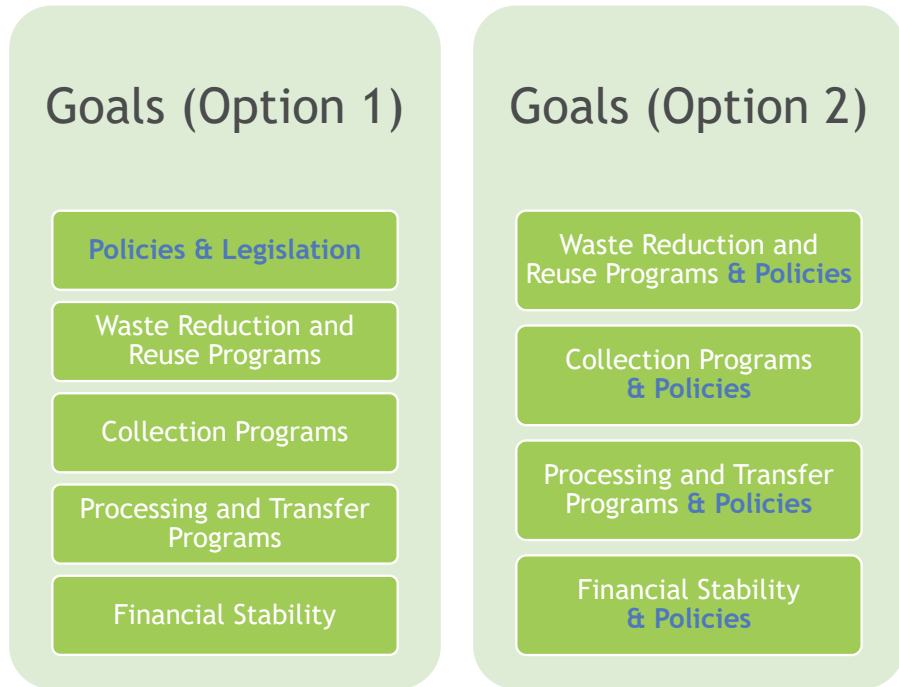 Goals (Option 1)
Policies & Legislation
Waste Reduction and
Reuse Programs
Collection Programs
Processing and Transfer
Programs
Financial Stability
Goals (Option 2)
Waste Reduction and
Reuse Programs & Policies
Collection Programs
& Policies
Processing and Transfer
Programs & Policies
Financial Stability
& Policies